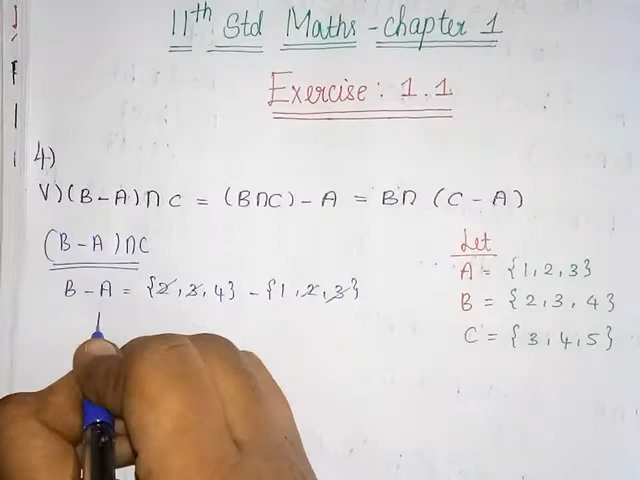 11th Std Maths - chapter 1
Exercise: 1.1
4)
V) (B-A)∩C = (B∩C)-A = B∩ (C-A)
(B-A)∩C
B-A = {2,3,4} - {1,2,3}
Let
A = {1,2,3}
B = {2,3,4}
C = {3,4,5}